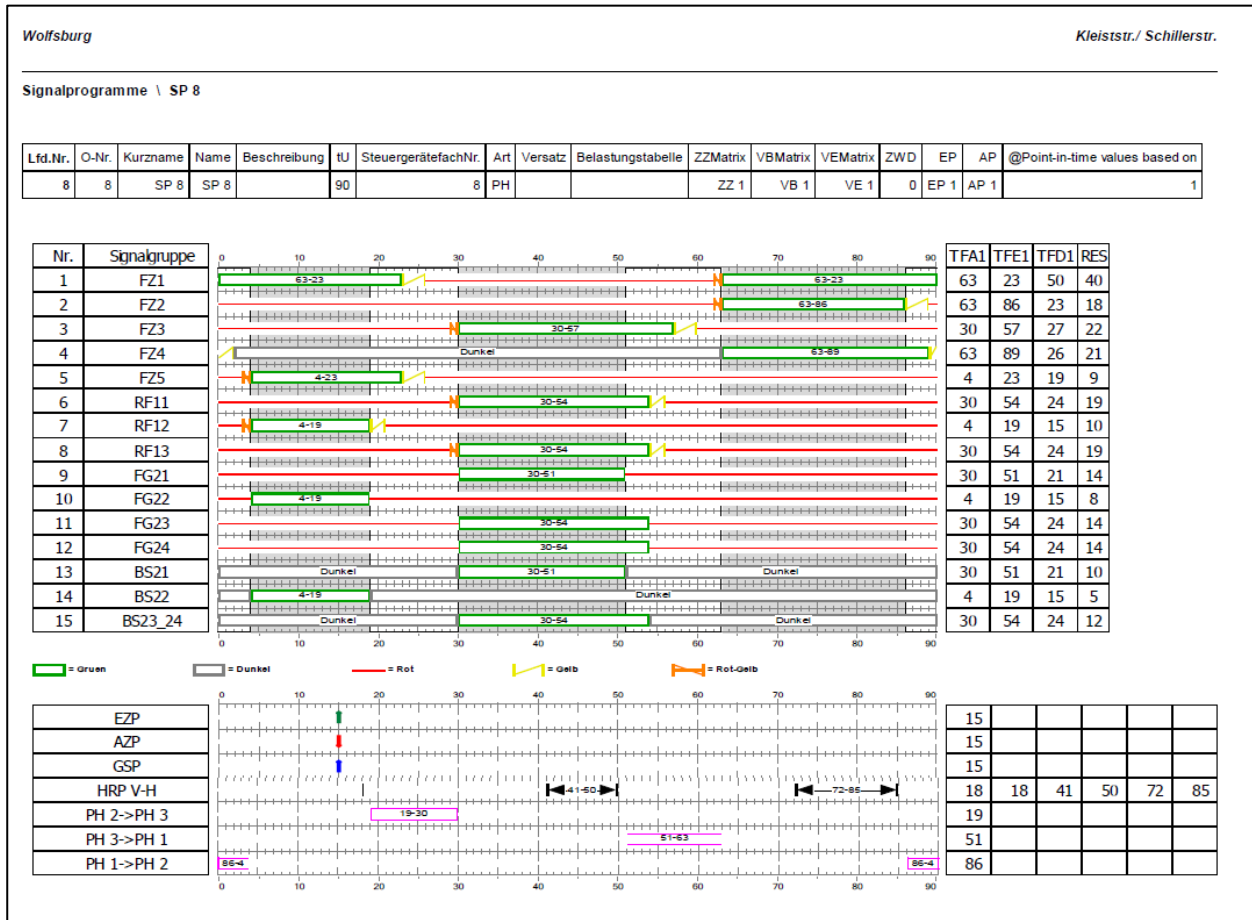 Wolfsburg Kleiststr./ Schillerstr.
Signalprogramme \ SP 8
Lfd.Nr. O-Nr. Kurzname Name Beschreibung tU SteuergerätefachNr. Art Versatz Belastungstabelle ZZMatrix VBMatrix VEMatrix ZWD EP AP @Point-in-time values based on
8 8 SP 8 SP 8 90 8 PH ZZ 1 VB 1 VE 1 0 EP 1 AP 1 1
Nr. Signalgruppe 0 10 20 30 40 50 60 70 80 90 TFA1 TFE1 TFD1 RES
1 FZ1 63-23 63-23 63 23 50 40
2 FZ2 63-86 63 86 23 18
3 FZ3 30-57 30 57 27 22
4 FZ4 Dunkel 63-89 63 89 26 21
5 FZ5 4-23 4 23 19 9
6 RF11 30-54 30 54 24 19
7 RF12 4-19 4 19 15 10
8 RF13 30-54 30 54 24 19
9 FG21 30-51 30 51 21 14
10 FG22 4-19 4 19 15 8
11 FG23 30-54 30 54 24 14
12 FG24 30-54 30 54 24 14
13 BS21 Dunkel 30-51 Dunkel 30 51 21 10
14 BS22 4-19 Dunkel 4 19 15 5
15 BS23_24 Dunkel 30-54 Dunkel 30 54 24 12
0 10 20 30 40 50 60 70 80 90
= Gruen = Dunkel = Rot = Gelb = Rot-Gelb
0 10 20 30 40 50 60 70 80 90
EZP 15
AZP 15
GSP 15
HRP V-H 41-50 72-85 18 18 41 50 72 85
PH 2->PH 3 19-30 19
PH 3->PH 1 51-63 51
PH 1->PH 2 86-4 86-4 86
0 10 20 30 40 50 60 70 80 90